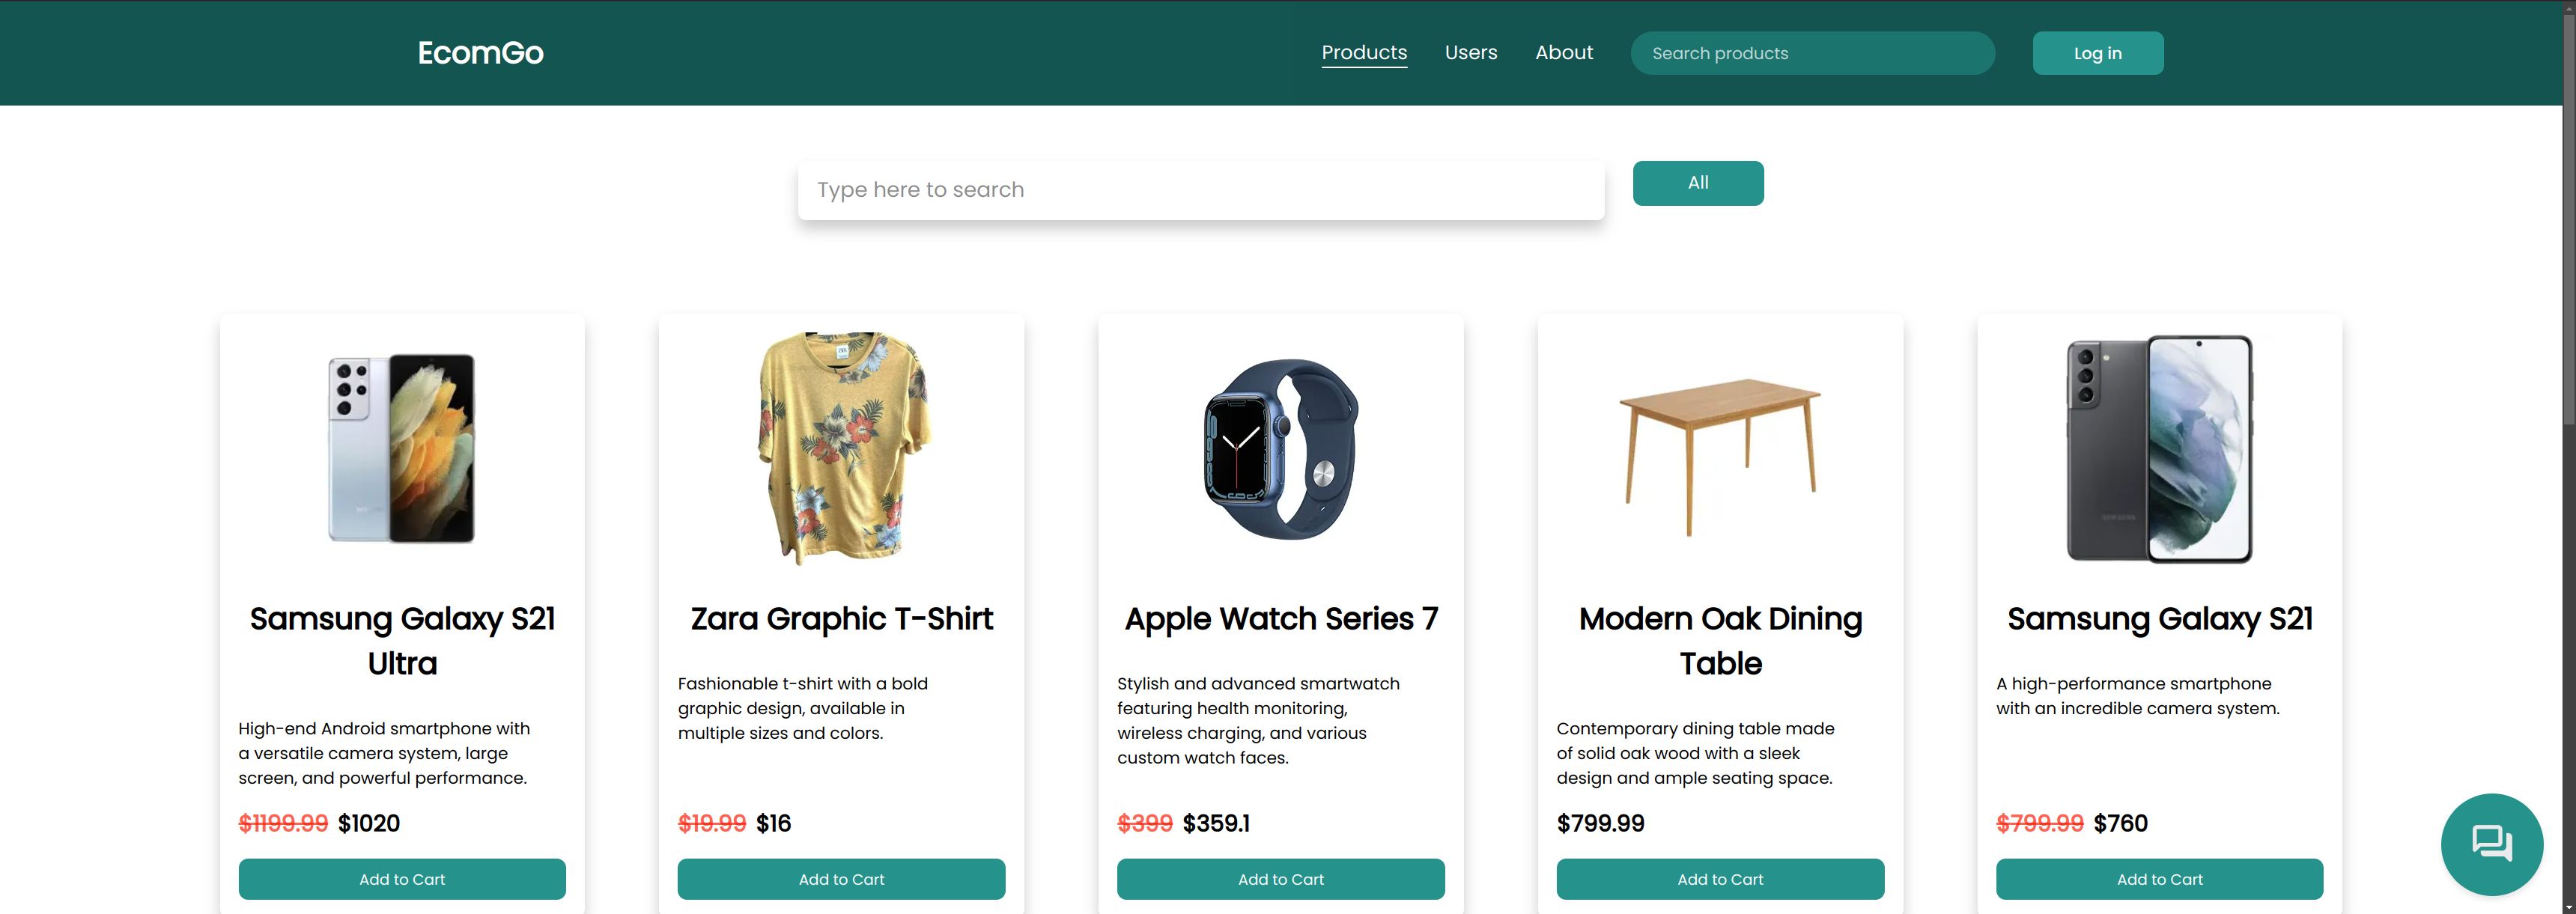 EcomGo
Products
Users
About
Search products
Log in
Type here to search
All
Samsung Galaxy S21
Ultra
High-end Android smartphone with
a versatile camera system, large
screen, and powerful performance.
$1199.99 $1020
Add to Cart
Zara Graphic T-Shirt
Fashionable t-shirt with a bold
graphic design, available in
multiple sizes and colors.
$19.99 $16
Add to Cart
Apple Watch Series 7
Stylish and advanced smartwatch
featuring health monitoring,
wireless charging, and various
custom watch faces.
$399 $359.1
Add to Cart
Modern Oak Dining
Table
Contemporary dining table made
of solid oak wood with a sleek
design and ample seating space.
$799.99
Add to Cart
SAMSUNG
Samsung Galaxy S21
A high-performance smartphone
with an incredible camera system.
$799.99 $760
Add to Cart